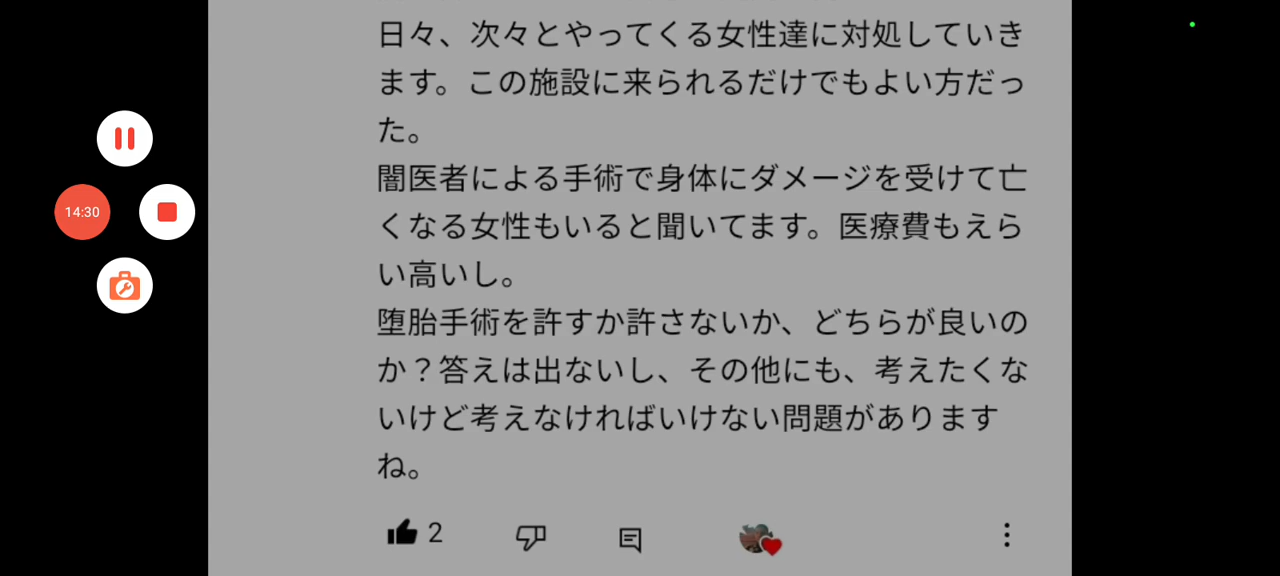 日々、次々とやってくる女性達に対処していき
ます。この施設に来られるだけでもよい方だっ
た。
闇医者による手術で身体にダメージを受けて亡
くなる女性もいると聞いてます。医療費もえら
い高いし。
堕胎手術を許すか許さないか、どちらが良いの
か？答えは出ないし、その他にも、考えたくな
いけど考えなければいけない問題があります
ね。
14:30
2